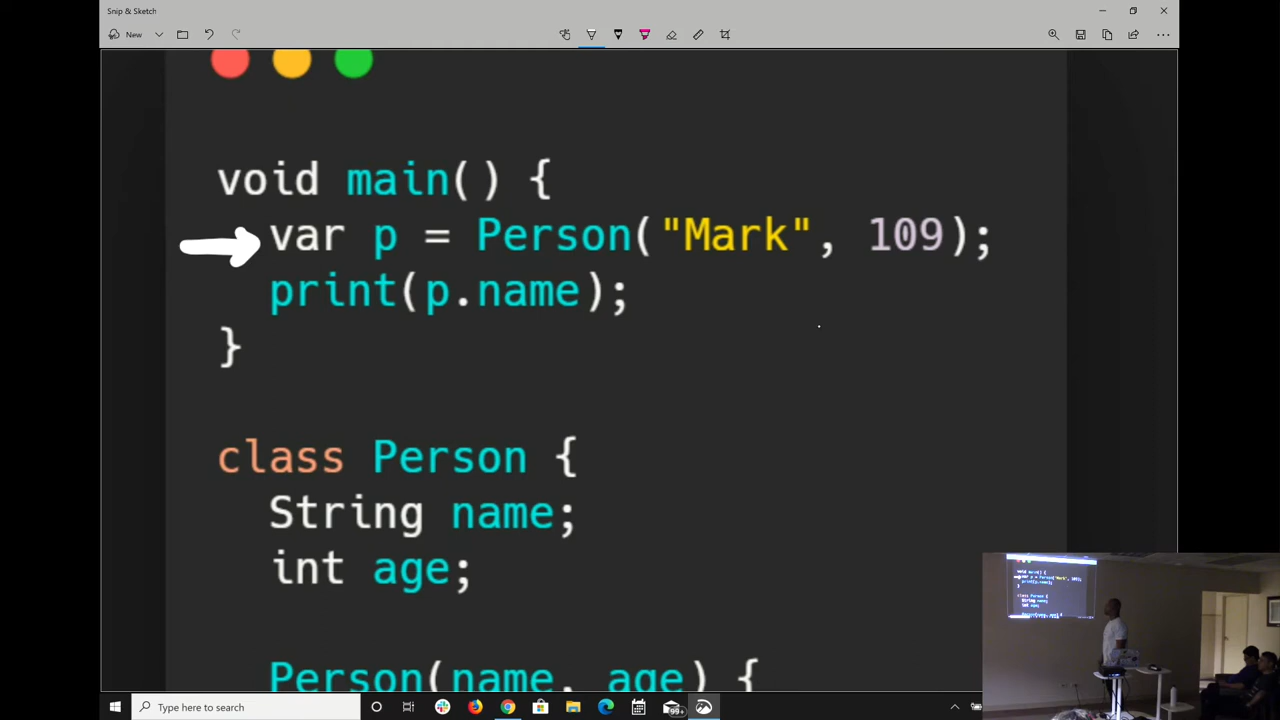 Snip & Sketch
New
void main() {
var p = Person("Mark", 109);
print(p.name);
}
class Person {
String name;
int age;
Person(name, age) {
Type here to search
99+